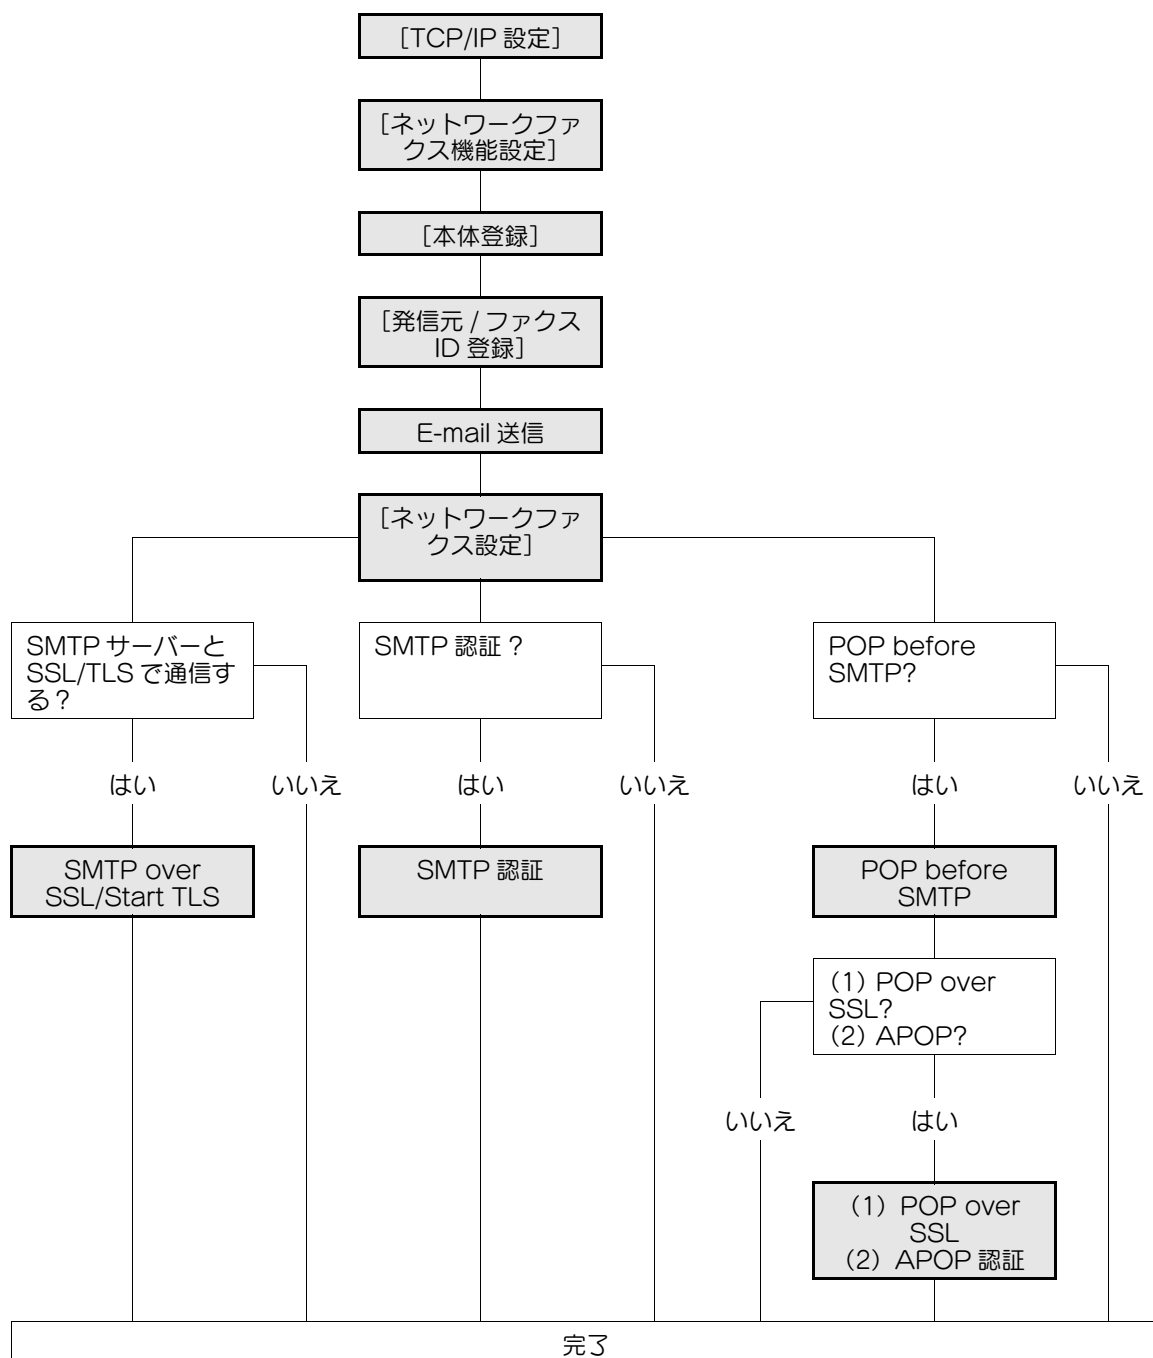 ［TCP/IP 設定］
［ネットワークファ
クス機能設定］
［本体登録］
［発信元 / ファクス
ID 登録］
E-mail 送信
［ネットワークファ
クス設定］
SMTP サーバーと
SSL/TLS で通信す
る？
SMTP 認証？
POP before
SMTP?
はい
いいえ
はい
いいえ
はい
いいえ
SMTP over
SSL/Start TLS
SMTP 認証
POP before
SMTP
（1）POP over
SSL?
（2）APOP?
いいえ
はい
（1）POP over
SSL
（2）APOP 認証
完了